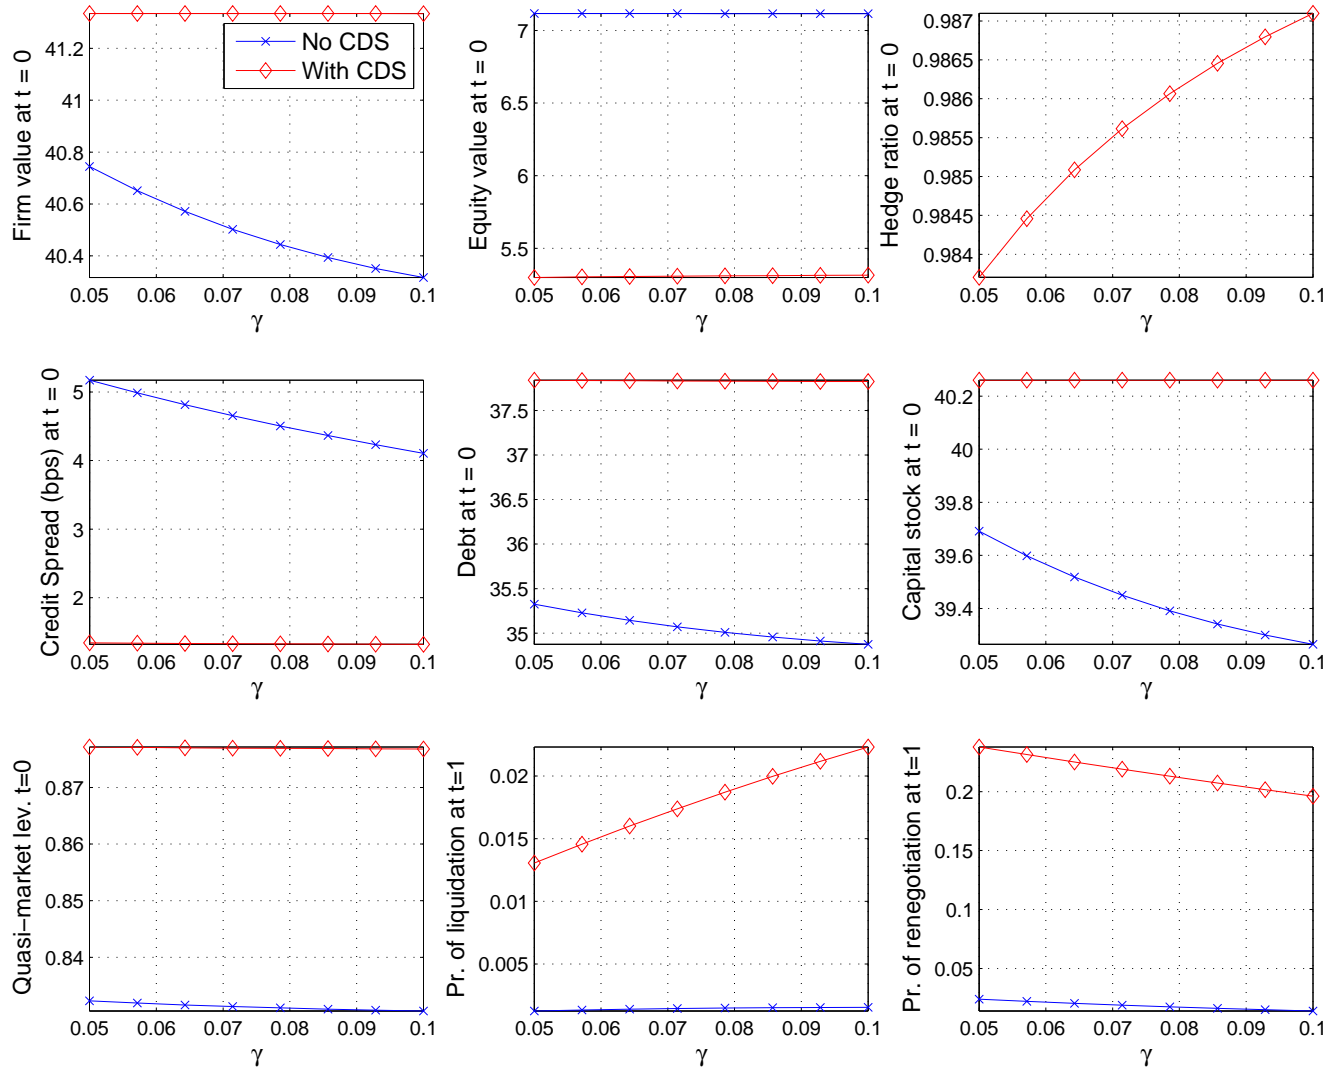 Firm value at t = 0
41.2
41
40.8
40.6
40.4
0.05 0.06 0.07 0.08 0.09 0.1
γ
No CDS
With CDS
Equity value at t = 0
7
6.5
6
5.5
0.05 0.06 0.07 0.08 0.09 0.1
γ
Hedge ratio at t = 0
0.987
0.9865
0.986
0.9855
0.985
0.9845
0.984
0.05 0.06 0.07 0.08 0.09 0.1
γ
Credit Spread (bps) at t = 0
5
4
3
2
0.05 0.06 0.07 0.08 0.09 0.1
γ
Debt at t = 0
37.5
37
36.5
36
35.5
35
0.05 0.06 0.07 0.08 0.09 0.1
γ
Capital stock at t = 0
40.2
40
39.8
39.6
39.4
0.05 0.06 0.07 0.08 0.09 0.1
γ
Quasi−market lev. t=0
0.87
0.86
0.85
0.84
0.05 0.06 0.07 0.08 0.09 0.1
γ
Pr. of liquidation at t=1
0.02
0.015
0.01
0.005
0.05 0.06 0.07 0.08 0.09 0.1
γ
Pr. of renegotiation at t=1
0.2
0.15
0.1
0.05
0.05 0.06 0.07 0.08 0.09 0.1
γ